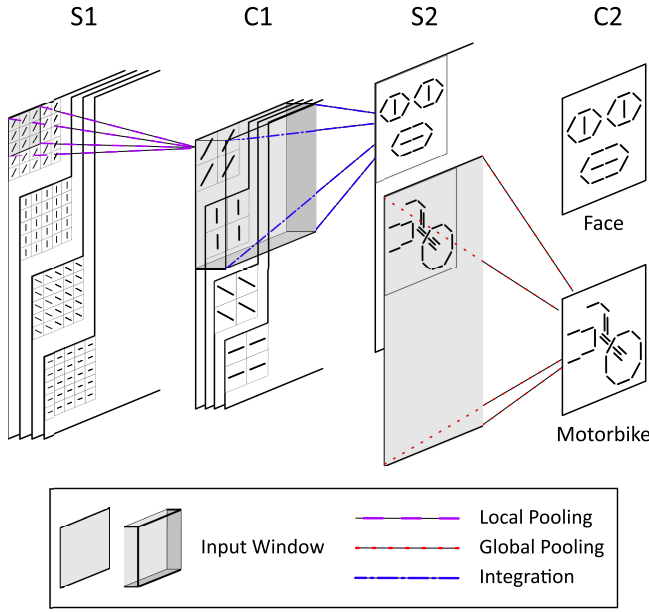 S1 C1 S2 C2
Face
Motorbike
Input Window
Local Pooling
Global Pooling
Integration